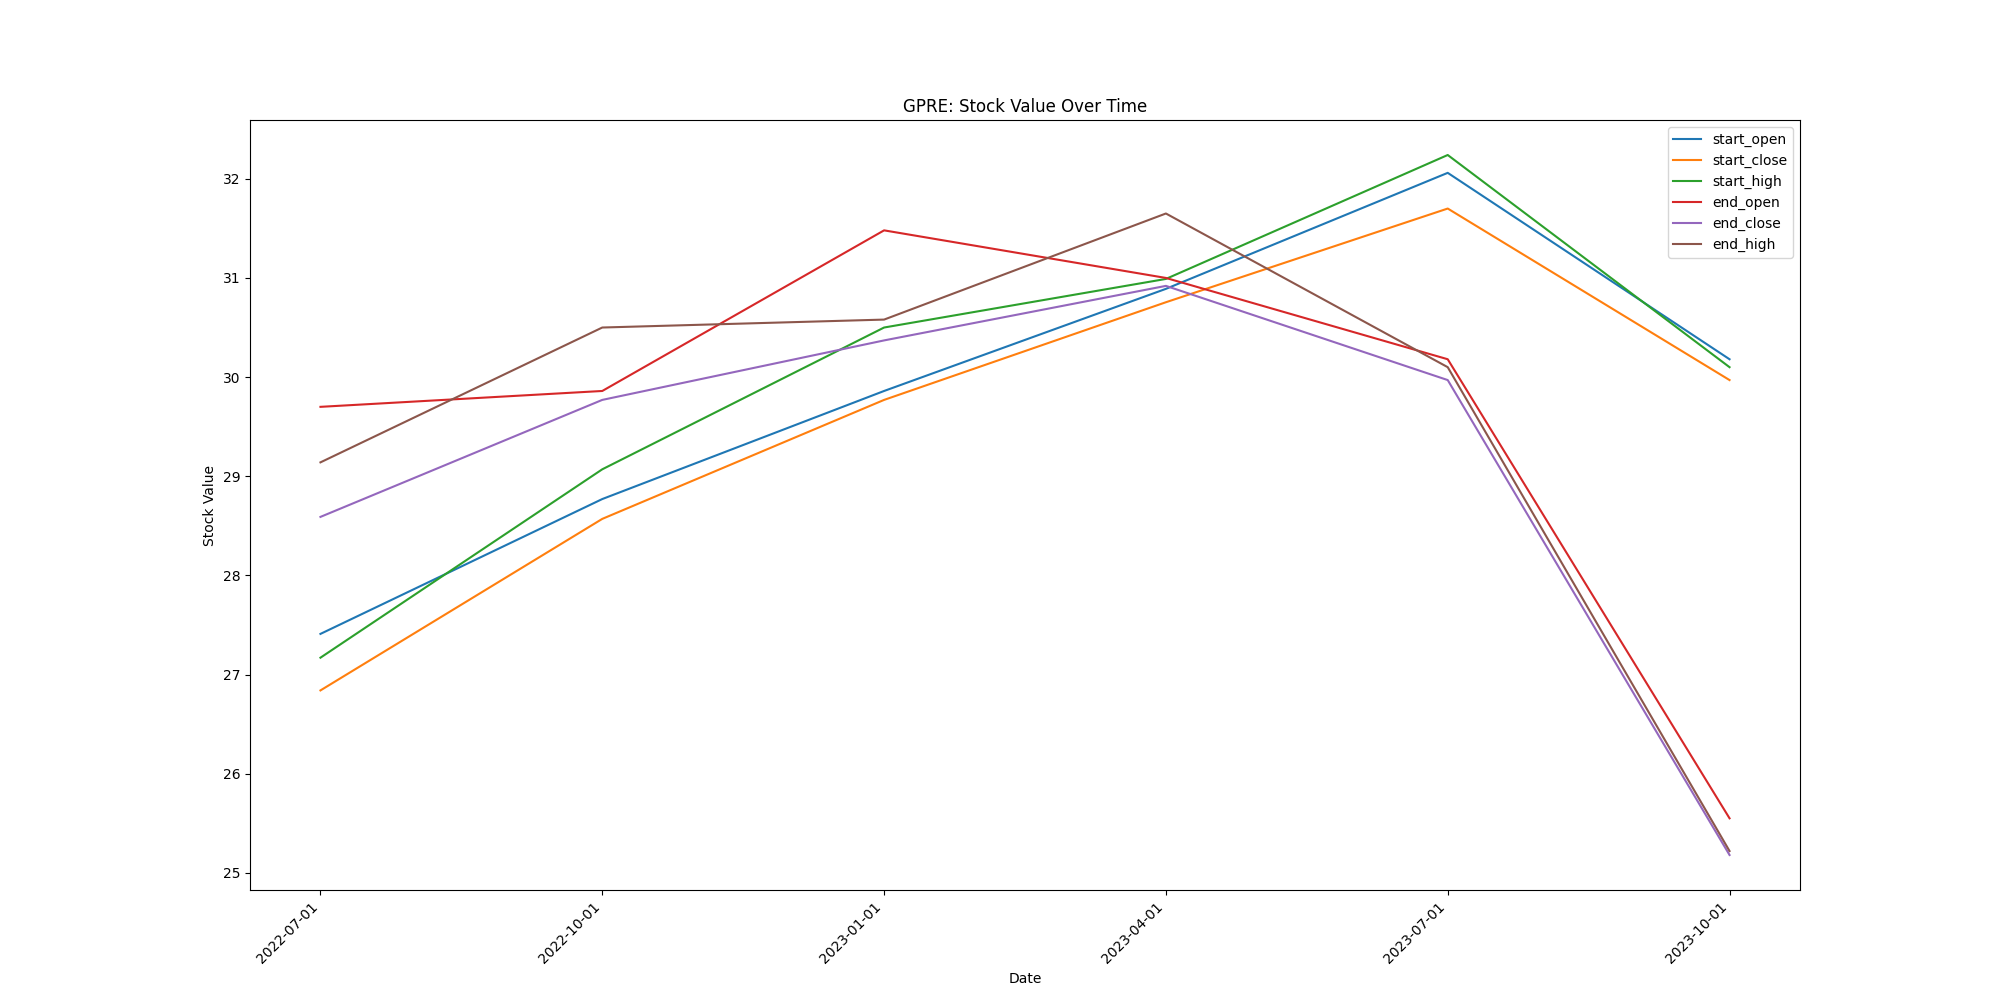 GPRE: Stock Value Over Time
start_open
start_close
start_high
end_open
end_close
end_high
Stock Value
32
31
30
29
28
27
26
25
2022-07-01
2022-10-01
2023-01-01
2023-04-01
2023-07-01
2023-10-01
Date